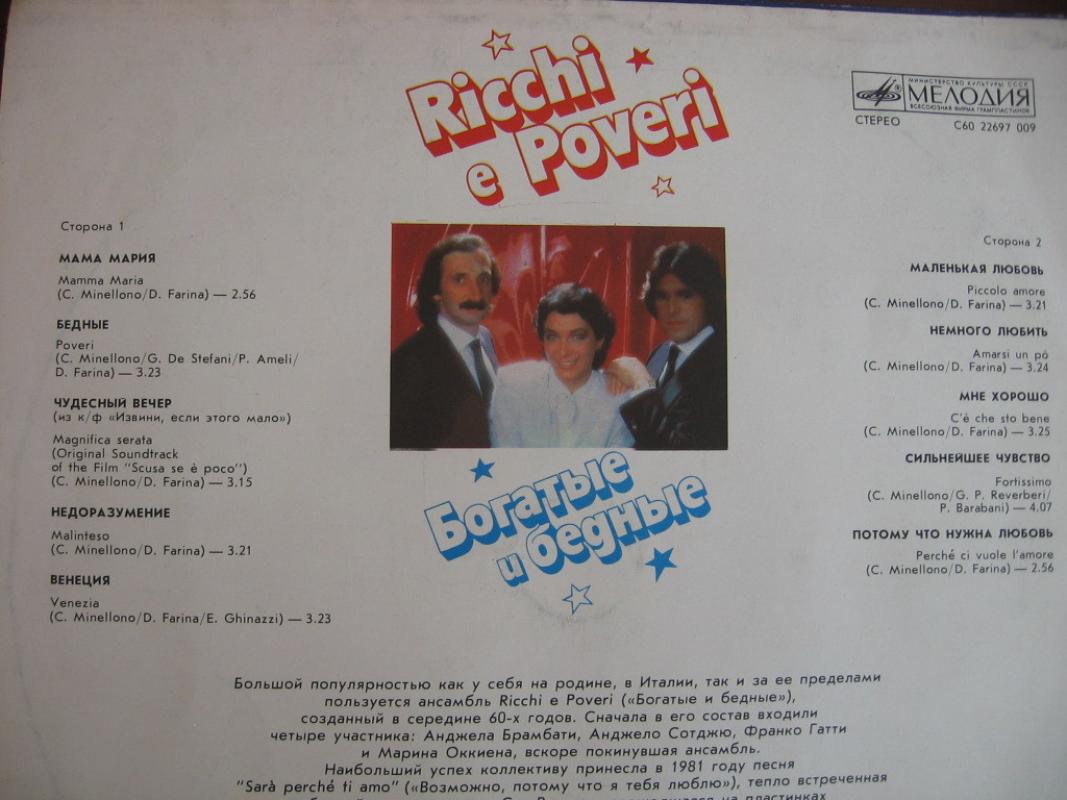 Ricchi
e Poveri
МИНИСТЕРСТВО КУЛЬТУРЫ СССР
МЕЛОДИЯ
ВСЕСОЮЗНАЯ ФИРМА ГРАМПЛАСТИНОК
СТЕРЕО
С60 22697 009
Сторона 1
МАМА МАРИЯ
Mamma Maria
(C. Minellono/D. Farina) — 2.56
БЕДНЫЕ
Poveri
(C. Minellono/G. De Stefani/P. Ameli/
D. Farina) — 3.23
ЧУДЕСНЫЙ ВЕЧЕР
(из к/ф «Извини, если этого мало»)
Magnifica serata
(Original Soundtrack
of the Film "Scusa se è poco")
(C. Minellono/D. Farina) — 3.15
НЕДОРАЗУМЕНИЕ
Malinteso
(C. Minellono/D. Farina) — 3.21
ВЕНЕЦИЯ
Venezia
(C. Minellono/D. Farina/E. Ghinazzi) — 3.23
Сторона 2
МАЛЕНЬКАЯ ЛЮБОВЬ
Piccolo amore
(C. Minellono/D. Farina) — 3.21
НЕМНОГО ЛЮБИТЬ
Amarsi un pó
(C. Minellono/D. Farina) — 3.24
МНЕ ХОРОШО
C'è che sto bene
(C. Minellono/D. Farina) — 3.25
СИЛЬНЕЙШЕЕ ЧУВСТВО
Fortissimo
(C. Minellono/G. P. Reverberi/
P. Barabani) — 4.07
ПОТОМУ ЧТО НУЖНА ЛЮБОВЬ
Perché ci vuole l'amore
(C. Minellono/D. Farina) — 2.56
Богатые
и бедные
Большой популярностью как у себя на родине, в Италии, так и за ее пределами
пользуется ансамбль Ricchi e Poveri («Богатые и бедные»),
созданный в середине 60-х годов. Сначала в его состав входили
четыре участника: Анджела Брамбати, Анджело Сотджю, Франко Гатти
и Марина Оккиена, вскоре покинувшая ансамбль.
Наибольший успех коллективу принесла в 1981 году песня
"Sarà perché ti amo" («Возможно, потому что я тебя люблю»), тепло встреченная
на пластинках